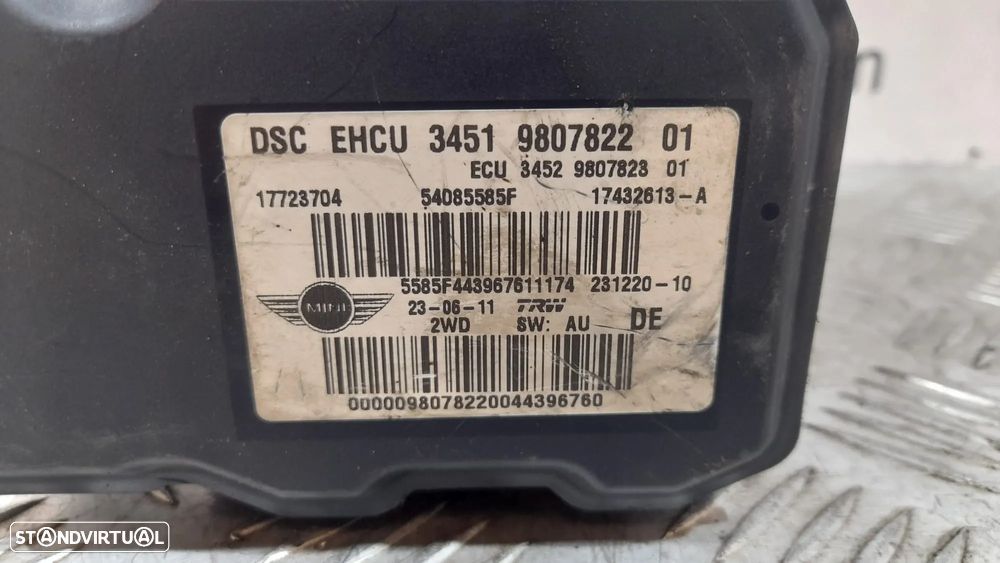 DSC EHCU 3451 9807822 01
ECU 3452 9807823 01
17723704 54085585F 17432613-A
5585F443967611174 231220-10
MINI 23-06-11 TRW
2WD SW: AU DE
0000098078220044396760
STANDVIRTUAL